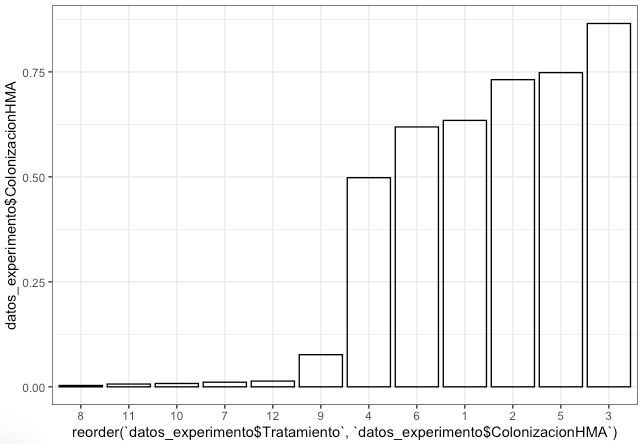 datos_experimento$ColonizacionHMA
0.75
0.50
0.25
0.00
8 11 10 7 12 9 4 6 1 2 5 3
reorder(`datos_experimento$Tratamiento`, `datos_experimento$ColonizacionHMA`)